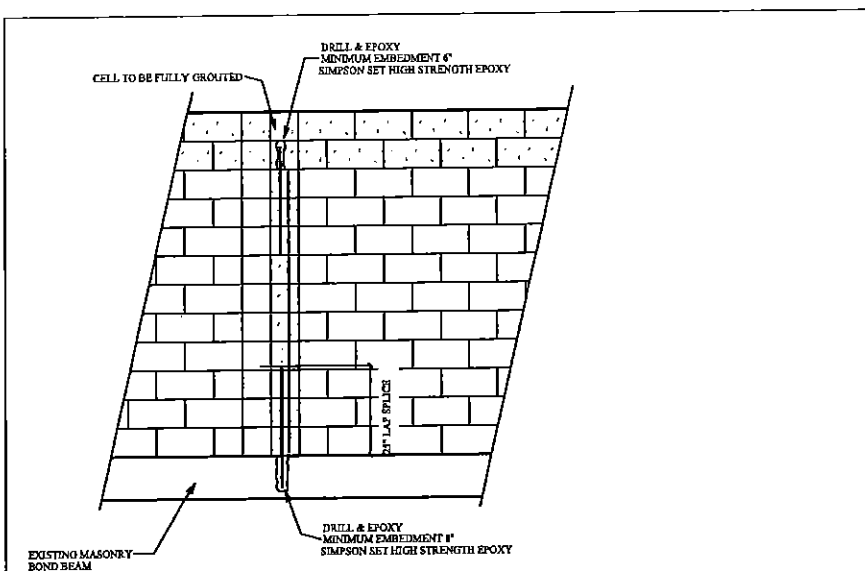 DRILL & EPOXY
MINIMUM EMBEDMENT 6"
SIMPSON SET HIGH STRENGTH EPOXY
CELL TO BE FULLY GROUTED
LAP SPLICE
DRILL & EPOXY
MINIMUM EMBEDMENT 8"
SIMPSON SET HIGH STRENGTH EPOXY
EXISTING MASONRY
BOND BEAM